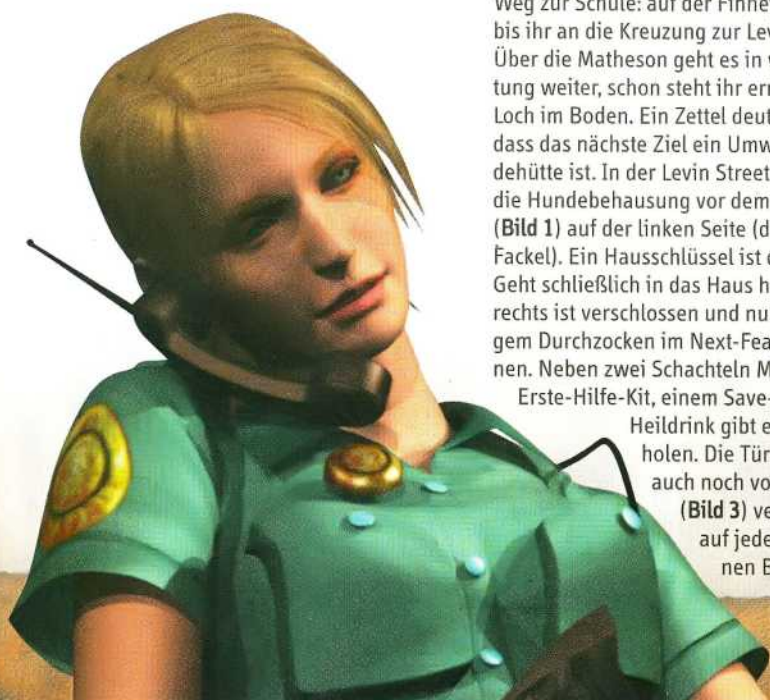 Weg zur Schule: auf der Finne
bis ihr an die Kreuzung zur Lev
Über die Matheson geht es in
tung weiter, schon steht ihr ern
Loch im Boden. Ein Zettel deut
dass das nächste Ziel ein Umw
dehütte ist. In der Levin Street
die Hundebehausung vor dem
(Bild 1) auf der linken Seite (d
Fackel). Ein Hausschlüssel ist
Geht schließlich in das Haus h
rechts ist verschlossen und nu
gem Durchzocken im Next-Fea
nen. Neben zwei Schachteln M
Erste-Hilfe-Kit, einem Save-
Heildrink gibt e
holen. Die Tür
auch noch vo
(Bild 3) ve
auf jede
nen B